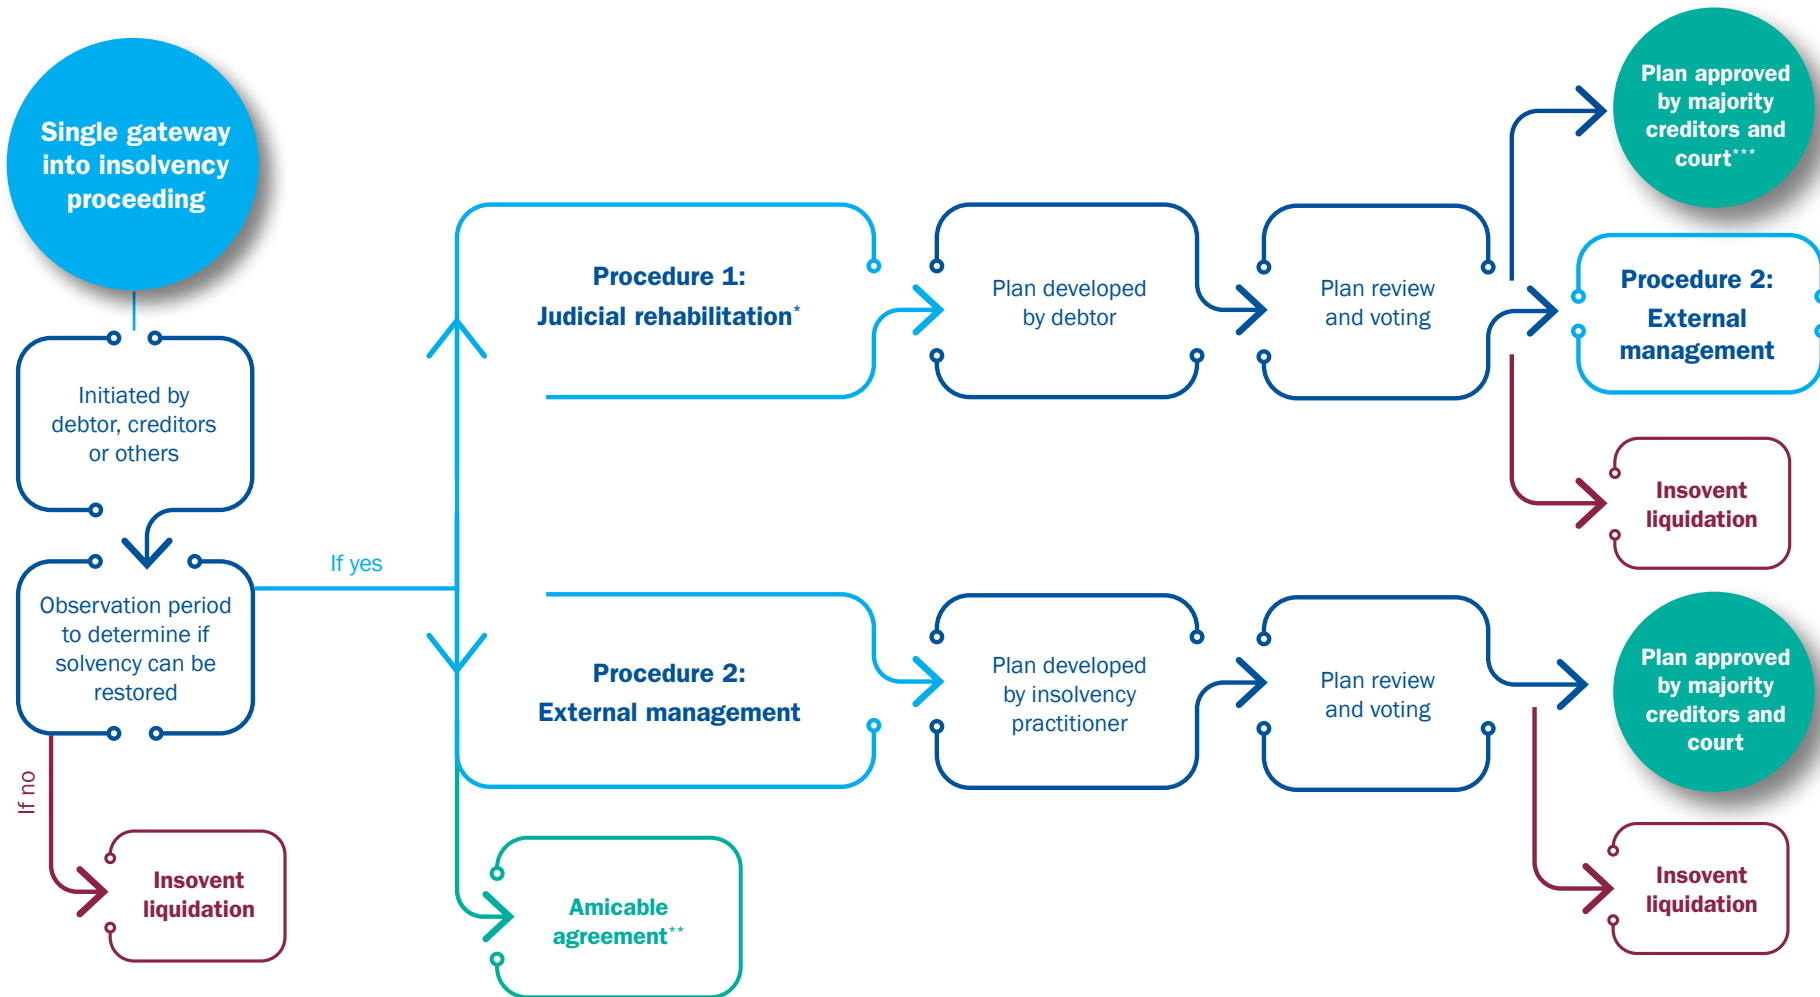 Single gateway
into insolvency
proceeding
Initiated by
debtor, creditors
or others
Observation period
to determine if
solvency can be
restored
If no
Insovent
liquidation
If yes
Procedure 1:
Judicial rehabilitation*
Plan developed
by debtor
Plan review
and voting
Plan approved
by majority
creditors and
court***
Procedure 2:
External
management
Insovent
liquidation
Procedure 2:
External management
Plan developed
by insolvency
practitioner
Plan review
and voting
Plan approved
by majority
creditors and
court
Insovent
liquidation
Amicable
agreement**